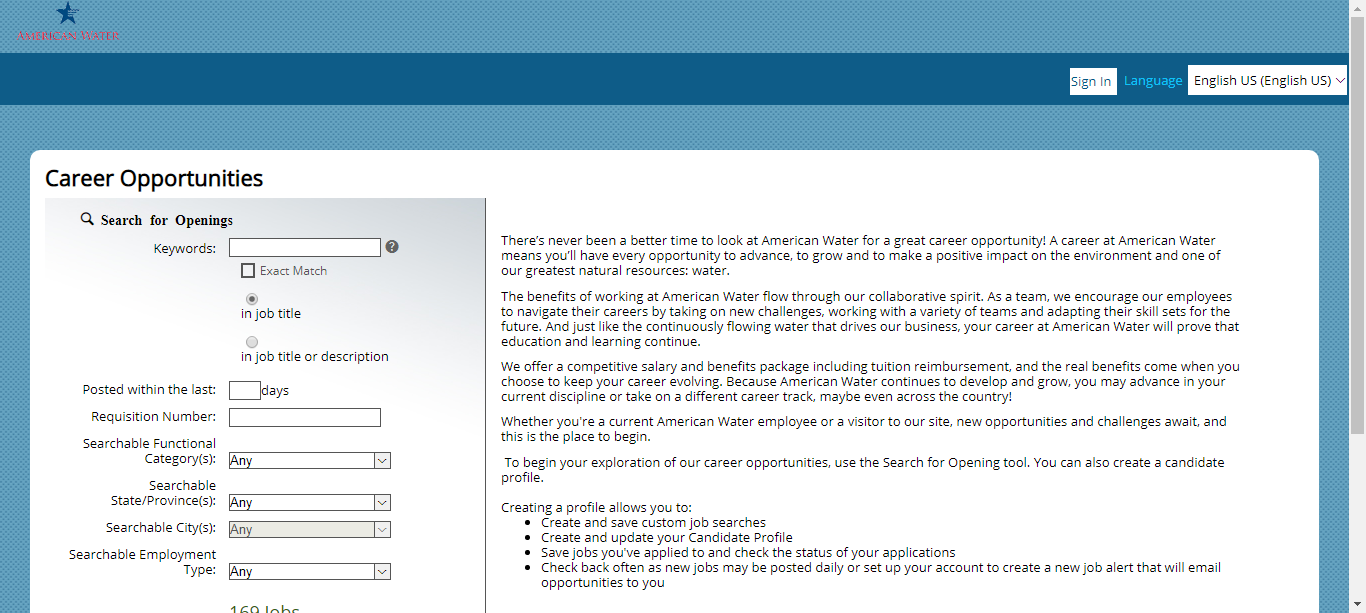 AMERICAN WATER
Sign In Language English US (English US)
Career Opportunities
Search for Openings
Keywords:
Exact Match
in job title
in job title or description
Posted within the last: days
Requisition Number:
Searchable Functional
Category(s): Any
Searchable
State/Province(s): Any
Searchable City(s): Any
Searchable Employment
Type: Any
169 Jobs
There's never been a better time to look at American Water for a great career opportunity! A career at American Water
means you'll have every opportunity to advance, to grow and to make a positive impact on the environment and one of
our greatest natural resources: water.
The benefits of working at American Water flow through our collaborative spirit. As a team, we encourage our employees
to navigate their careers by taking on new challenges, working with a variety of teams and adapting their skill sets for the
future. And just like the continuously flowing water that drives our business, your career at American Water will prove that
education and learning continue.
We offer a competitive salary and benefits package including tuition reimbursement, and the real benefits come when you
choose to keep your career evolving. Because American Water continues to develop and grow, you may advance in your
current discipline or take on a different career track, maybe even across the country!
Whether you're a current American Water employee or a visitor to our site, new opportunities and challenges await, and
this is the place to begin.
To begin your exploration of our career opportunities, use the Search for Opening tool. You can also create a candidate
profile.
Creating a profile allows you to:
• Create and save custom job searches
• Create and update your Candidate Profile
• Save jobs you've applied to and check the status of your applications
• Check back often as new jobs may be posted daily or set up your account to create a new job alert that will email
opportunities to you